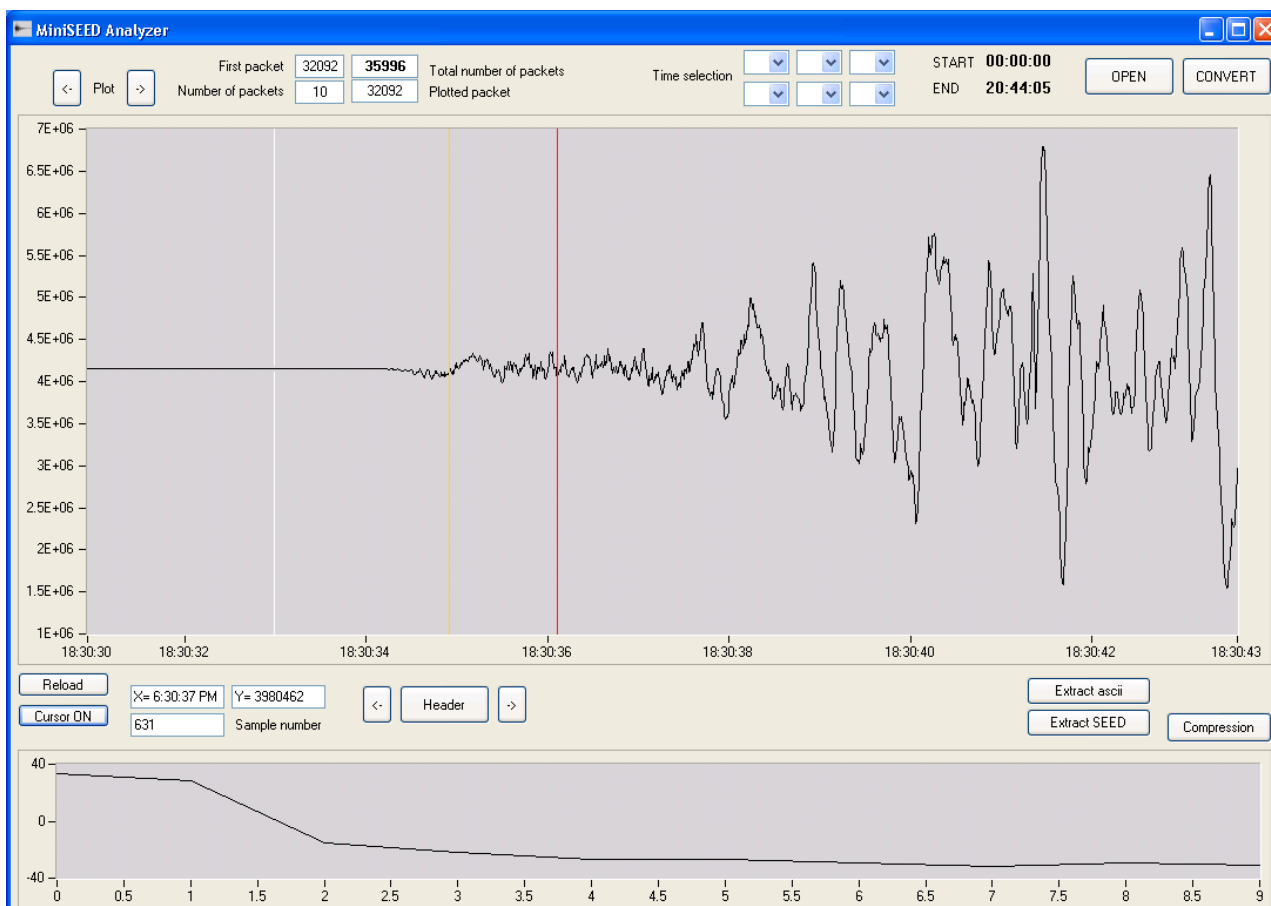 MiniSEED Analyzer
<- Plot ->
First packet 32092 35996 Total number of packets
Number of packets 10 32092 Plotted packet
Time selection
START 00:00:00
END 20:44:05
OPEN CONVERT
7E+06
6.5E+06
6E+06
5.5E+06
5E+06
4.5E+06
4E+06
3.5E+06
3E+06
2.5E+06
2E+06
1.5E+06
1E+06
18:30:30 18:30:32 18:30:34 18:30:36 18:30:38 18:30:40 18:30:42 18:30:43
Reload
Cursor ON
X= 6:30:37 PM Y= 3980462
631 Sample number
<- Header ->
Extract ascii
Extract SEED
Compression
40
0
-40
0 0.5 1 1.5 2 2.5 3 3.5 4 4.5 5 5.5 6 6.5 7 7.5 8 8.5 9